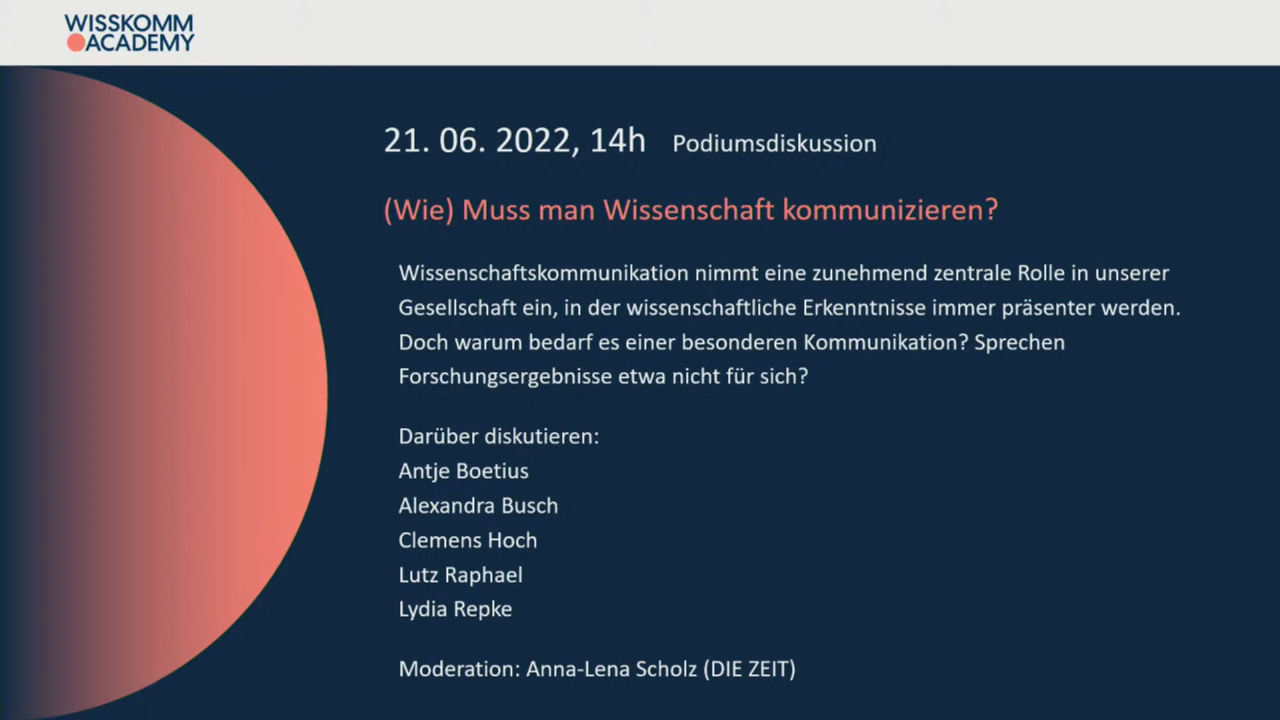 WISSKOMM
ACADEMY
21. 06. 2022, 14h Podiumsdiskussion
(Wie) Muss man Wissenschaft kommunizieren?
Wissenschaftskommunikation nimmt eine zunehmend zentrale Rolle in unserer
Gesellschaft ein, in der wissenschaftliche Erkenntnisse immer präsenter werden.
Doch warum bedarf es einer besonderen Kommunikation? Sprechen
Forschungsergebnisse etwa nicht für sich?
Darüber diskutieren:
Antje Boetius
Alexandra Busch
Clemens Hoch
Lutz Raphael
Lydia Repke
Moderation: Anna-Lena Scholz (DIE ZEIT)